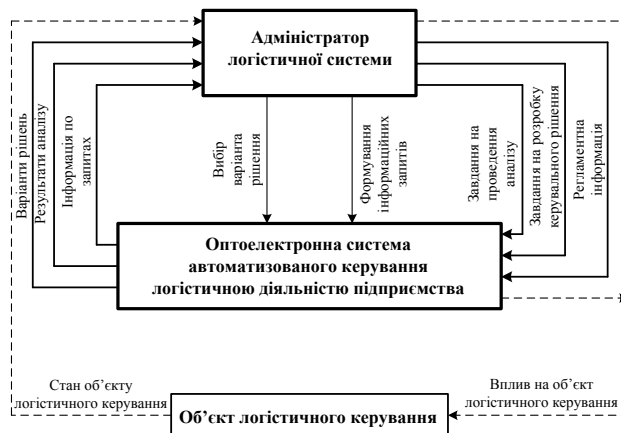 Адміністратор
логістичної системи
Варіанти рішень
Результати аналізу
Інформація по
запитах
Вибір
варіанта
рішення
Формування
інформаційних
запитів
Завдання на
проведення
аналізу
Завдання на розробку
керувального рішення
Регламентна
інформація
Оптоелектронна система
автоматизованого керування
логістичною діяльністю підприємства
Стан об’єкту
логістичного керування
Вплив на об’єкт
логістичного керування
Об’єкт логістичного керування